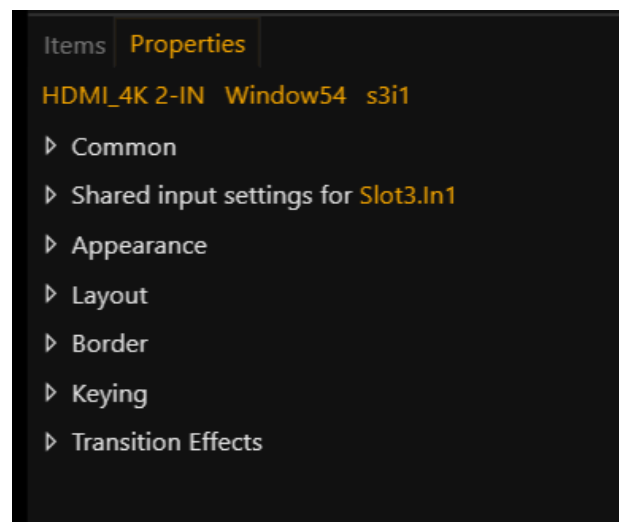 Items Properties
HDMI_4K 2-IN Window54 s3i1
Common
Shared input settings for Slot3.In1
Appearance
Layout
Border
Keying
Transition Effects